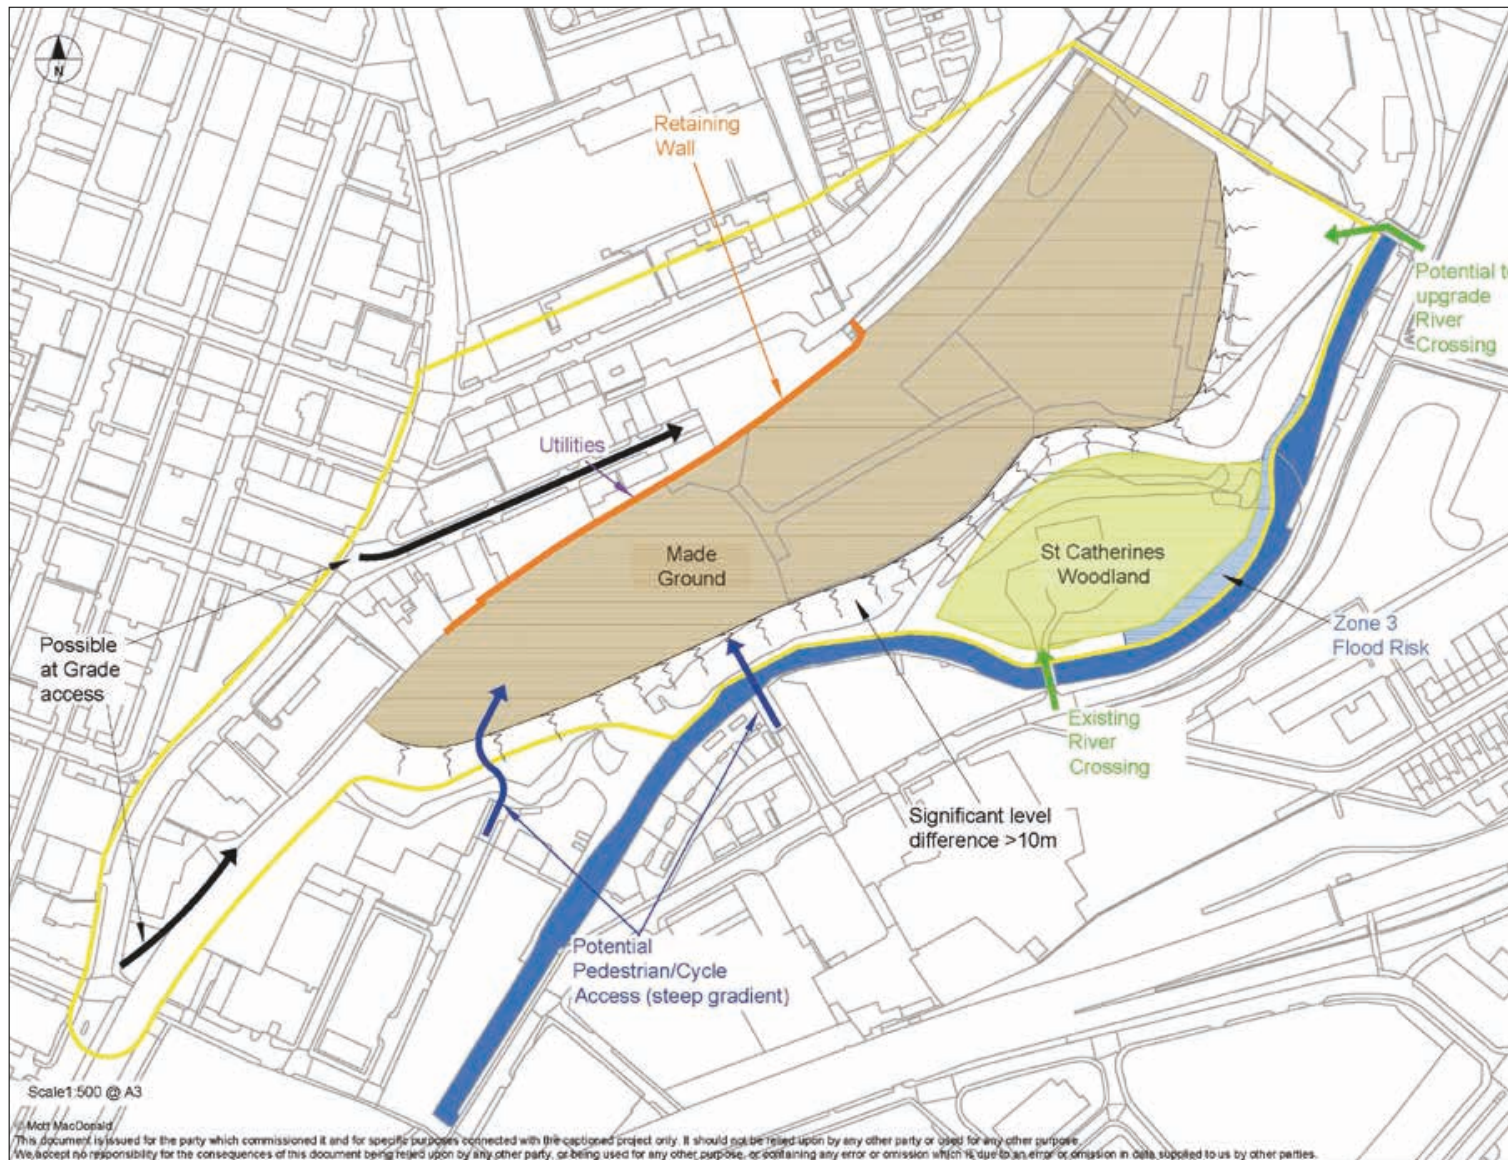 N
Retaining
Wall
Utilities
Made
Ground
St Catherines
Woodland
Potential to
upgrade
River
Crossing
Zone 3
Flood Risk
Possible
at Grade
access
Existing
River
Crossing
Significant level
difference >10m
Potential
Pedestrian/Cycle
Access (steep gradient)
Scale1:500 @ A3
© Mott MacDonald
This document is issued for the party which commissioned it and for specific purposes connected with the captioned project only. It should not be relied upon by any other party or used for any other purpose.
We accept no responsibility for the consequences of this document being relied upon by any other party, or being used for any other purpose, or containing any error or omission which is due to an error or omission in data supplied to us by other parties.